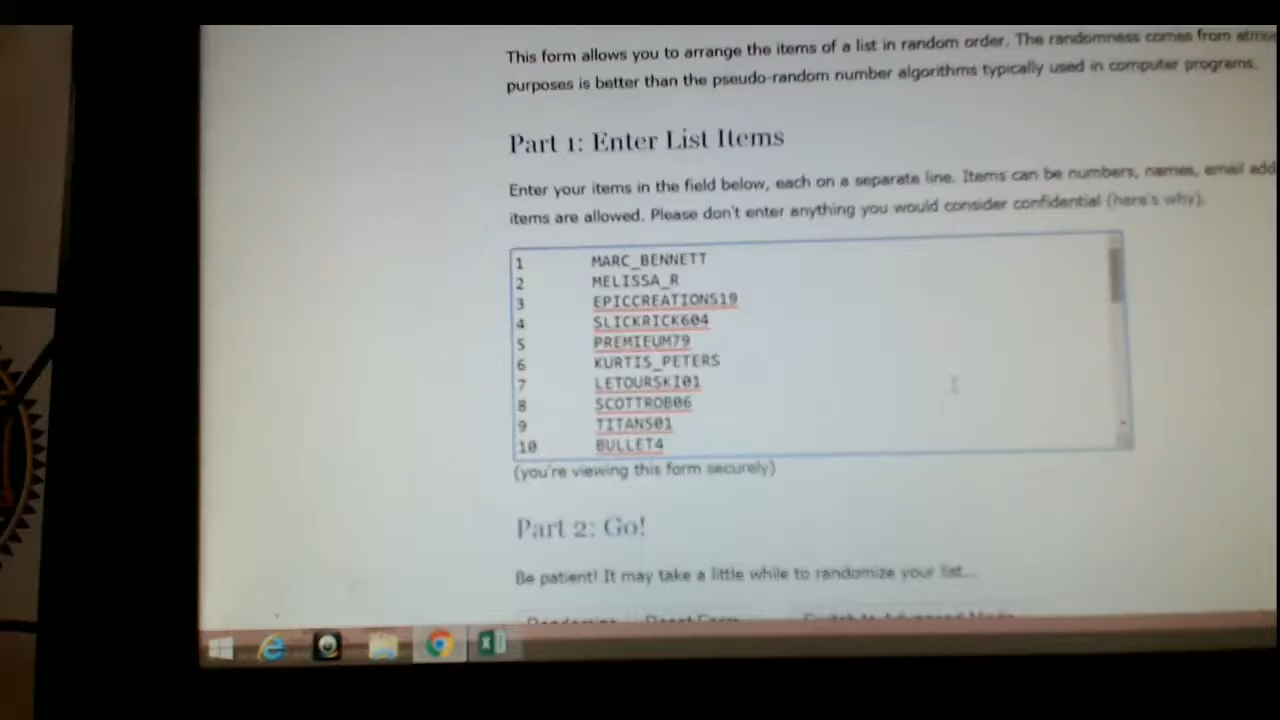 This form allows you to arrange the items of a list in random order. The randomness comes from
purposes is better than the pseudo-random number algorithms typically used in computer programs.
Part 1: Enter List Items
Enter your items in the field below, each on a separate line. Items can be numbers, names, email add
items are allowed. Please don't enter anything you would consider confidential (here's why).
1 MARC_BENNETT
2 MELISSA_R
3 EPICCREATIONS19
4 SLICKRICK604
5 PREMIEUM79
6 KURTIS_PETERS
7 LETOURSKI01
8 SCOTTROB06
9 TITANS01
10 BULLET4
(you're viewing this form securely)
Part 2: Go!
Be patient! It may take a little while to randomize your list...